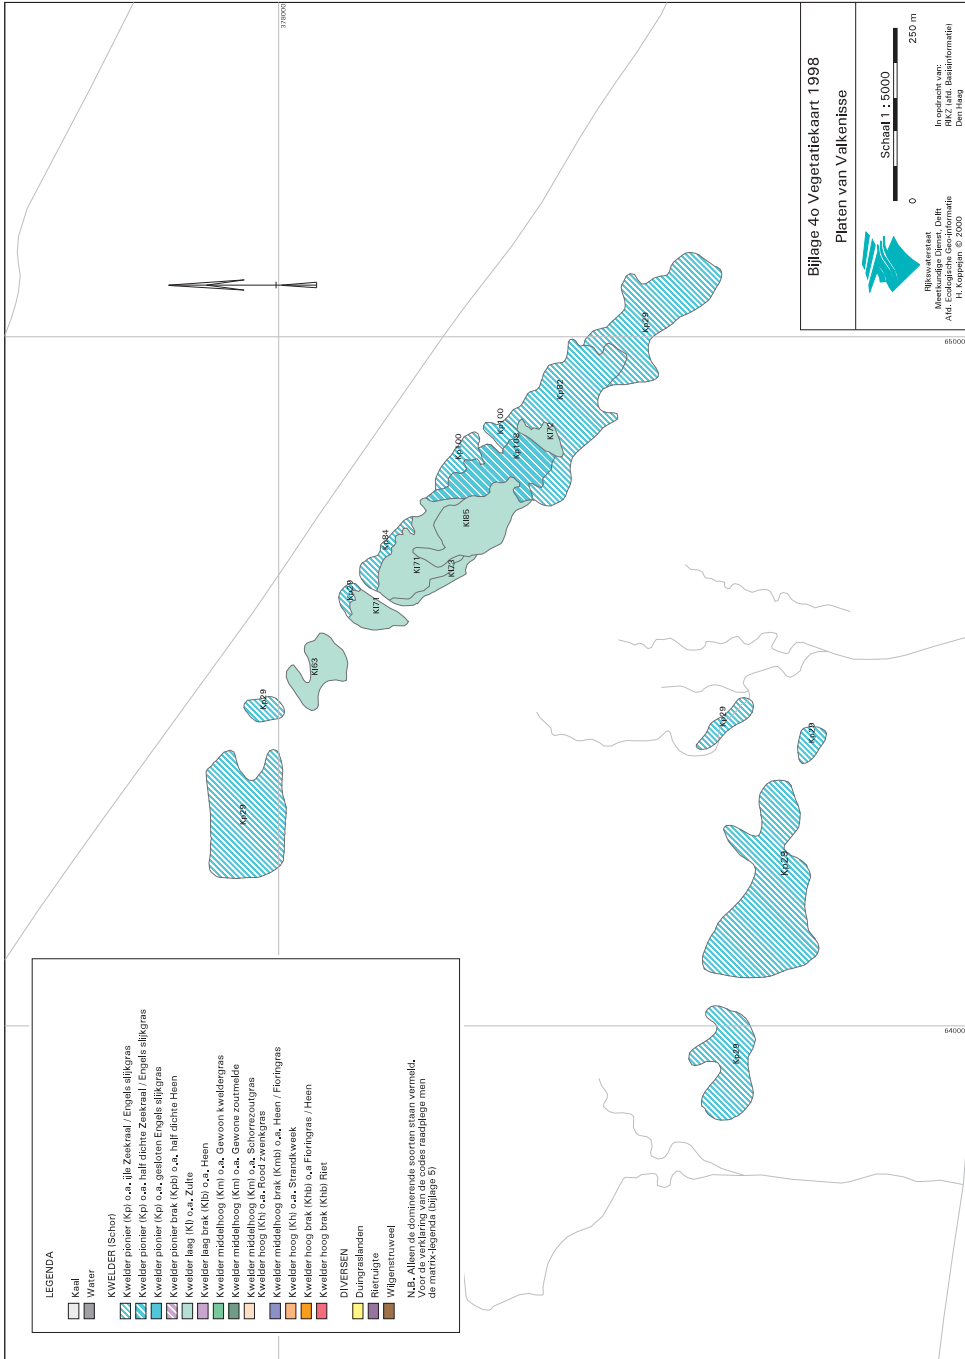 LEGENDA
Kaal
Water
KWELDER (Schor)
Kwelder pionier (Kp) o.a. ijle Zeekraal / Engels slijkgras
Kwelder pionier (Kp) o.a. half dichte Zeekraal / Engels slijkgras
Kwelder pionier (Kp) o.a. gesloten Engels slijkgras
Kwelder pionier brak (Kpb) o.a. half dichte Heen
Kwelder laag (Kl) o.a. Zulte
Kwelder laag brak (Klb) o.a. Heen
Kwelder middelhoog (Km) o.a. Gewoon kweldergras
Kwelder middelhoog (Km) o.a. Gewone zoutmelde
Kwelder middelhoog (Km) o.a. Schorrezoutgras
Kwelder hoog (Kh) o.a. Rood zwenkgras
Kwelder middelhoog brak (Kmb) o.a. Heen / Fioringras
Kwelder hoog (Kh) o.a. Strandkweek
Kwelder hoog brak (Khb) o.a Fioringras / Heen
Kwelder hoog brak (Khb) Riet
DIVERSEN
Duingraslanden
Rietruigte
Wilgenstruweel
N.B. Alleen de dominerende soorten staan vermeld.
Voor de verklaring van de codes raadplege men
de matrix-legenda (bijlage 5)
378000
64000
65000
Kp29
Kp29
Kl63
Kp29
Kl71
Kp84
Kl71
Kl73
Kl85
Kp100
Kp100
Kp108
Kl72
Kp82
Kp29
Kp29
Kp29
Kp29
Kp29
Bijlage 4o Vegetatiekaart 1998
Platen van Valkenisse
Schaal 1 : 5000
0
250 m
Rijkswaterstaat
Meetkundige Dienst, Delft
Afd. Ecologische Geo-informatie
H. Koppejan © 2000
In opdracht van:
RIKZ (afd. Basisinformatie)
Den Haag